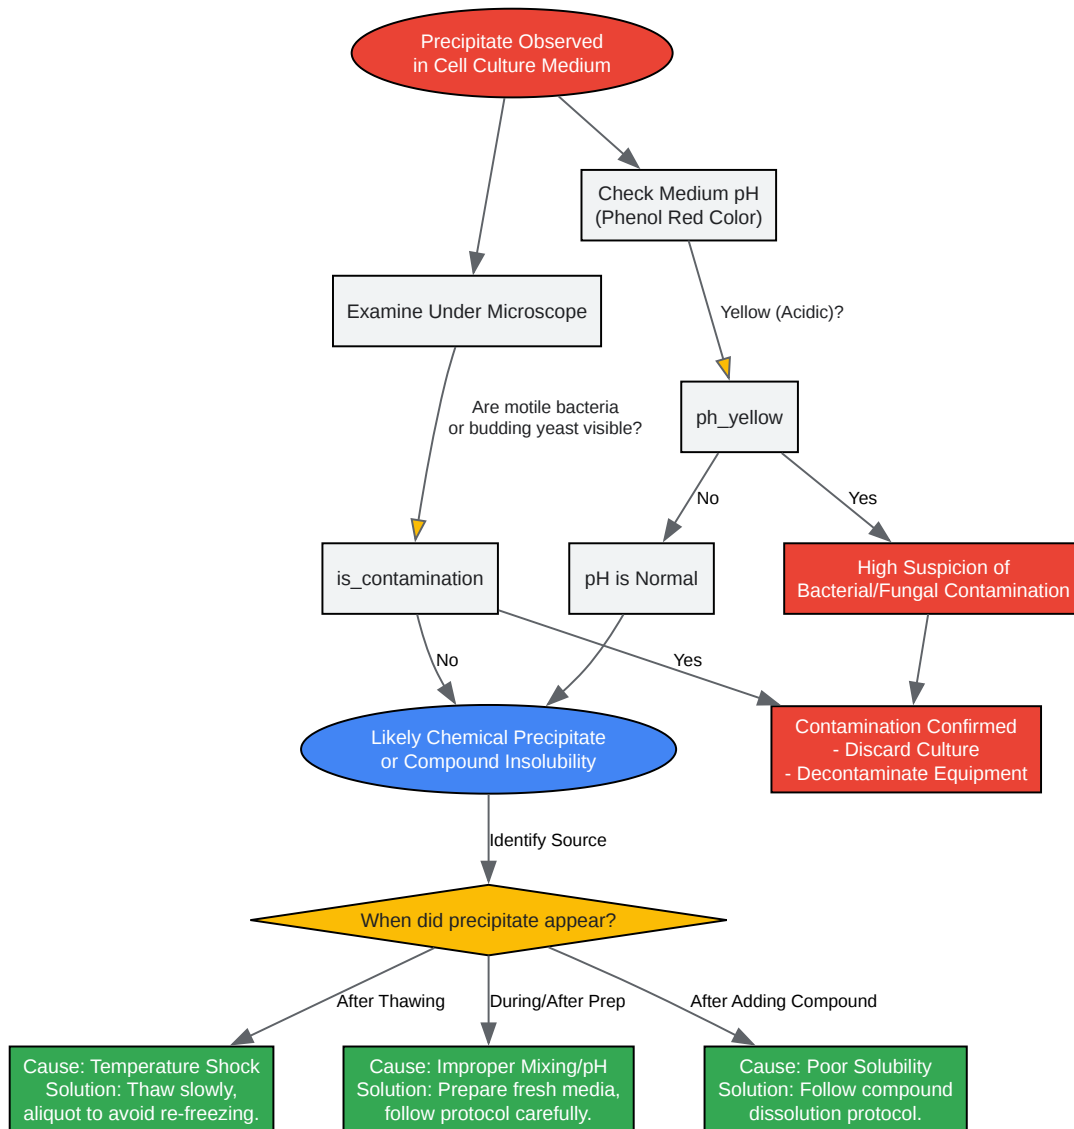 Precipitate Observed
in Cell Culture Medium
Check Medium pH
(Phenol Red Color)
Examine Under Microscope
Yellow (Acidic)?
Are motile bacteria
or budding yeast visible?
ph_yellow
No
Yes
is_contamination
pH is Normal
High Suspicion of
Bacterial/Fungal Contamination
No
Yes
Likely Chemical Precipitate
or Compound Insolubility
Contamination Confirmed
- Discard Culture
- Decontaminate Equipment
Identify Source
When did precipitate appear?
After Thawing
During/After Prep
After Adding Compound
Cause: Temperature Shock
Solution: Thaw slowly,
aliquot to avoid re-freezing.
Cause: Improper Mixing/pH
Solution: Prepare fresh media,
follow protocol carefully.
Cause: Poor Solubility
Solution: Follow compound
dissolution protocol.